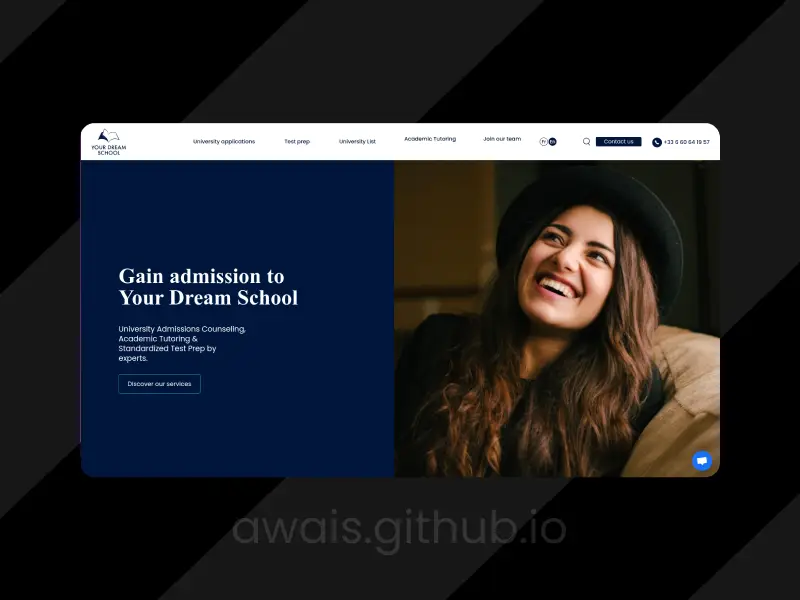 YOUR DREAM
SCHOOL
University applications
Test prep
University List
Academic Tutoring
Join our team
Fr
En
Contact us
+33 6 60 64 19 57
Gain admission to
Your Dream School
University Admissions Counseling,
Academic Tutoring &
Standardized Test Prep by
experts.
Discover our services
awais.github.io